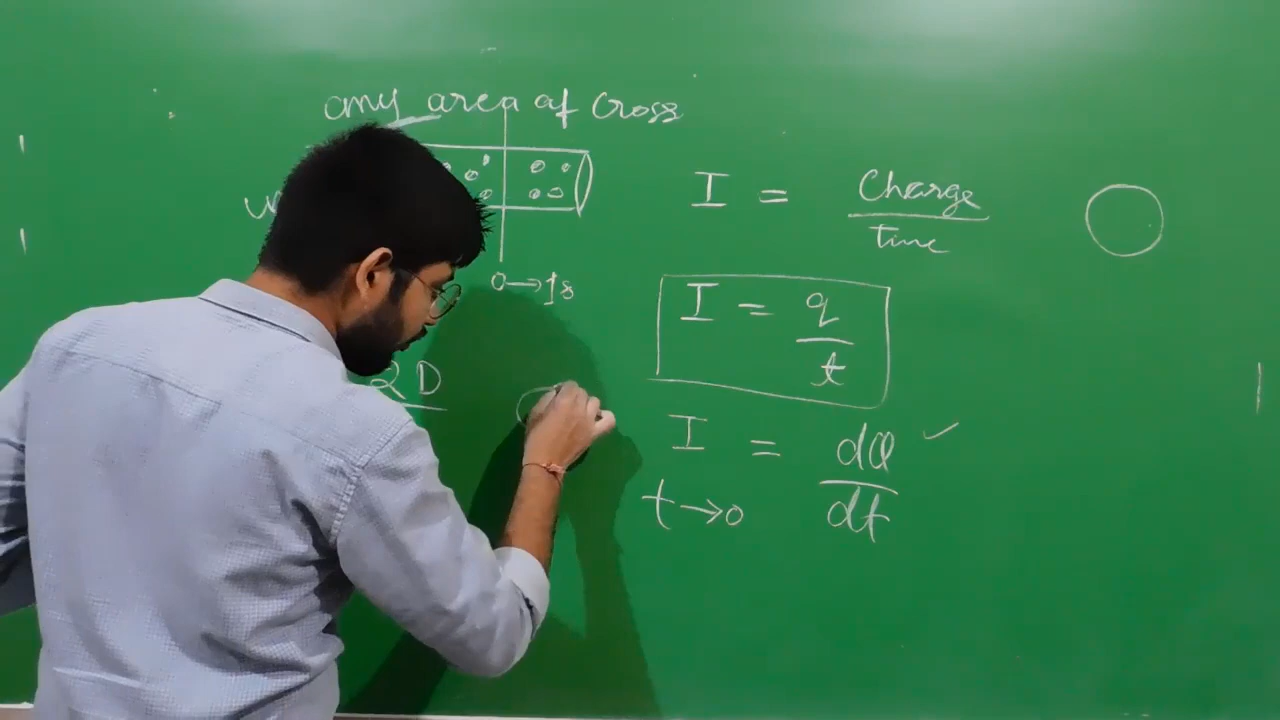 any area of Cross
0→1s
2D
I = Charge / Time
I = q / t
I = dQ / dt
t→0